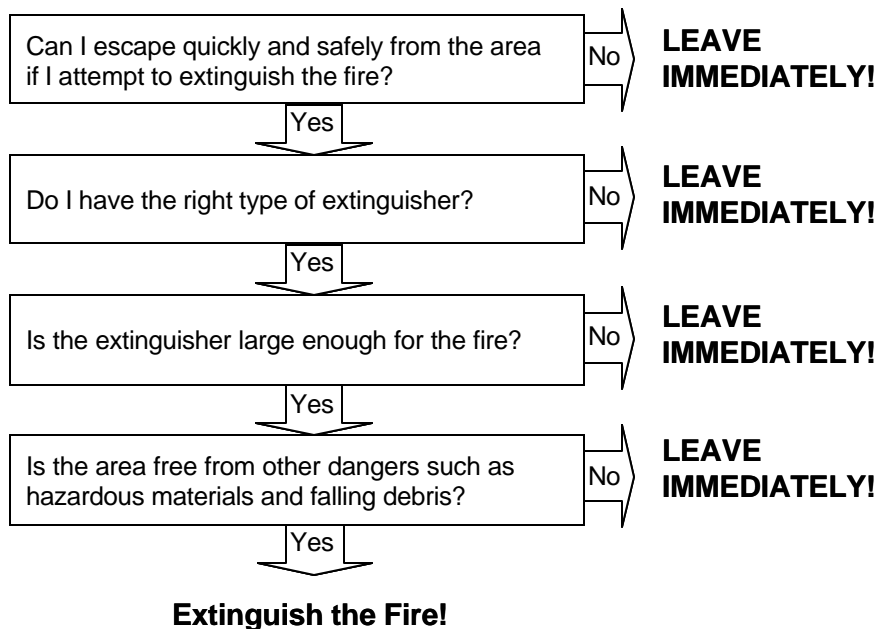 Can I escape quickly and safely from the area
if I attempt to extinguish the fire?
No
LEAVE
IMMEDIATELY!
Yes
Do I have the right type of extinguisher?
No
LEAVE
IMMEDIATELY!
Yes
Is the extinguisher large enough for the fire?
No
LEAVE
IMMEDIATELY!
Yes
Is the area free from other dangers such as
hazardous materials and falling debris?
No
LEAVE
IMMEDIATELY!
Yes
Extinguish the Fire!